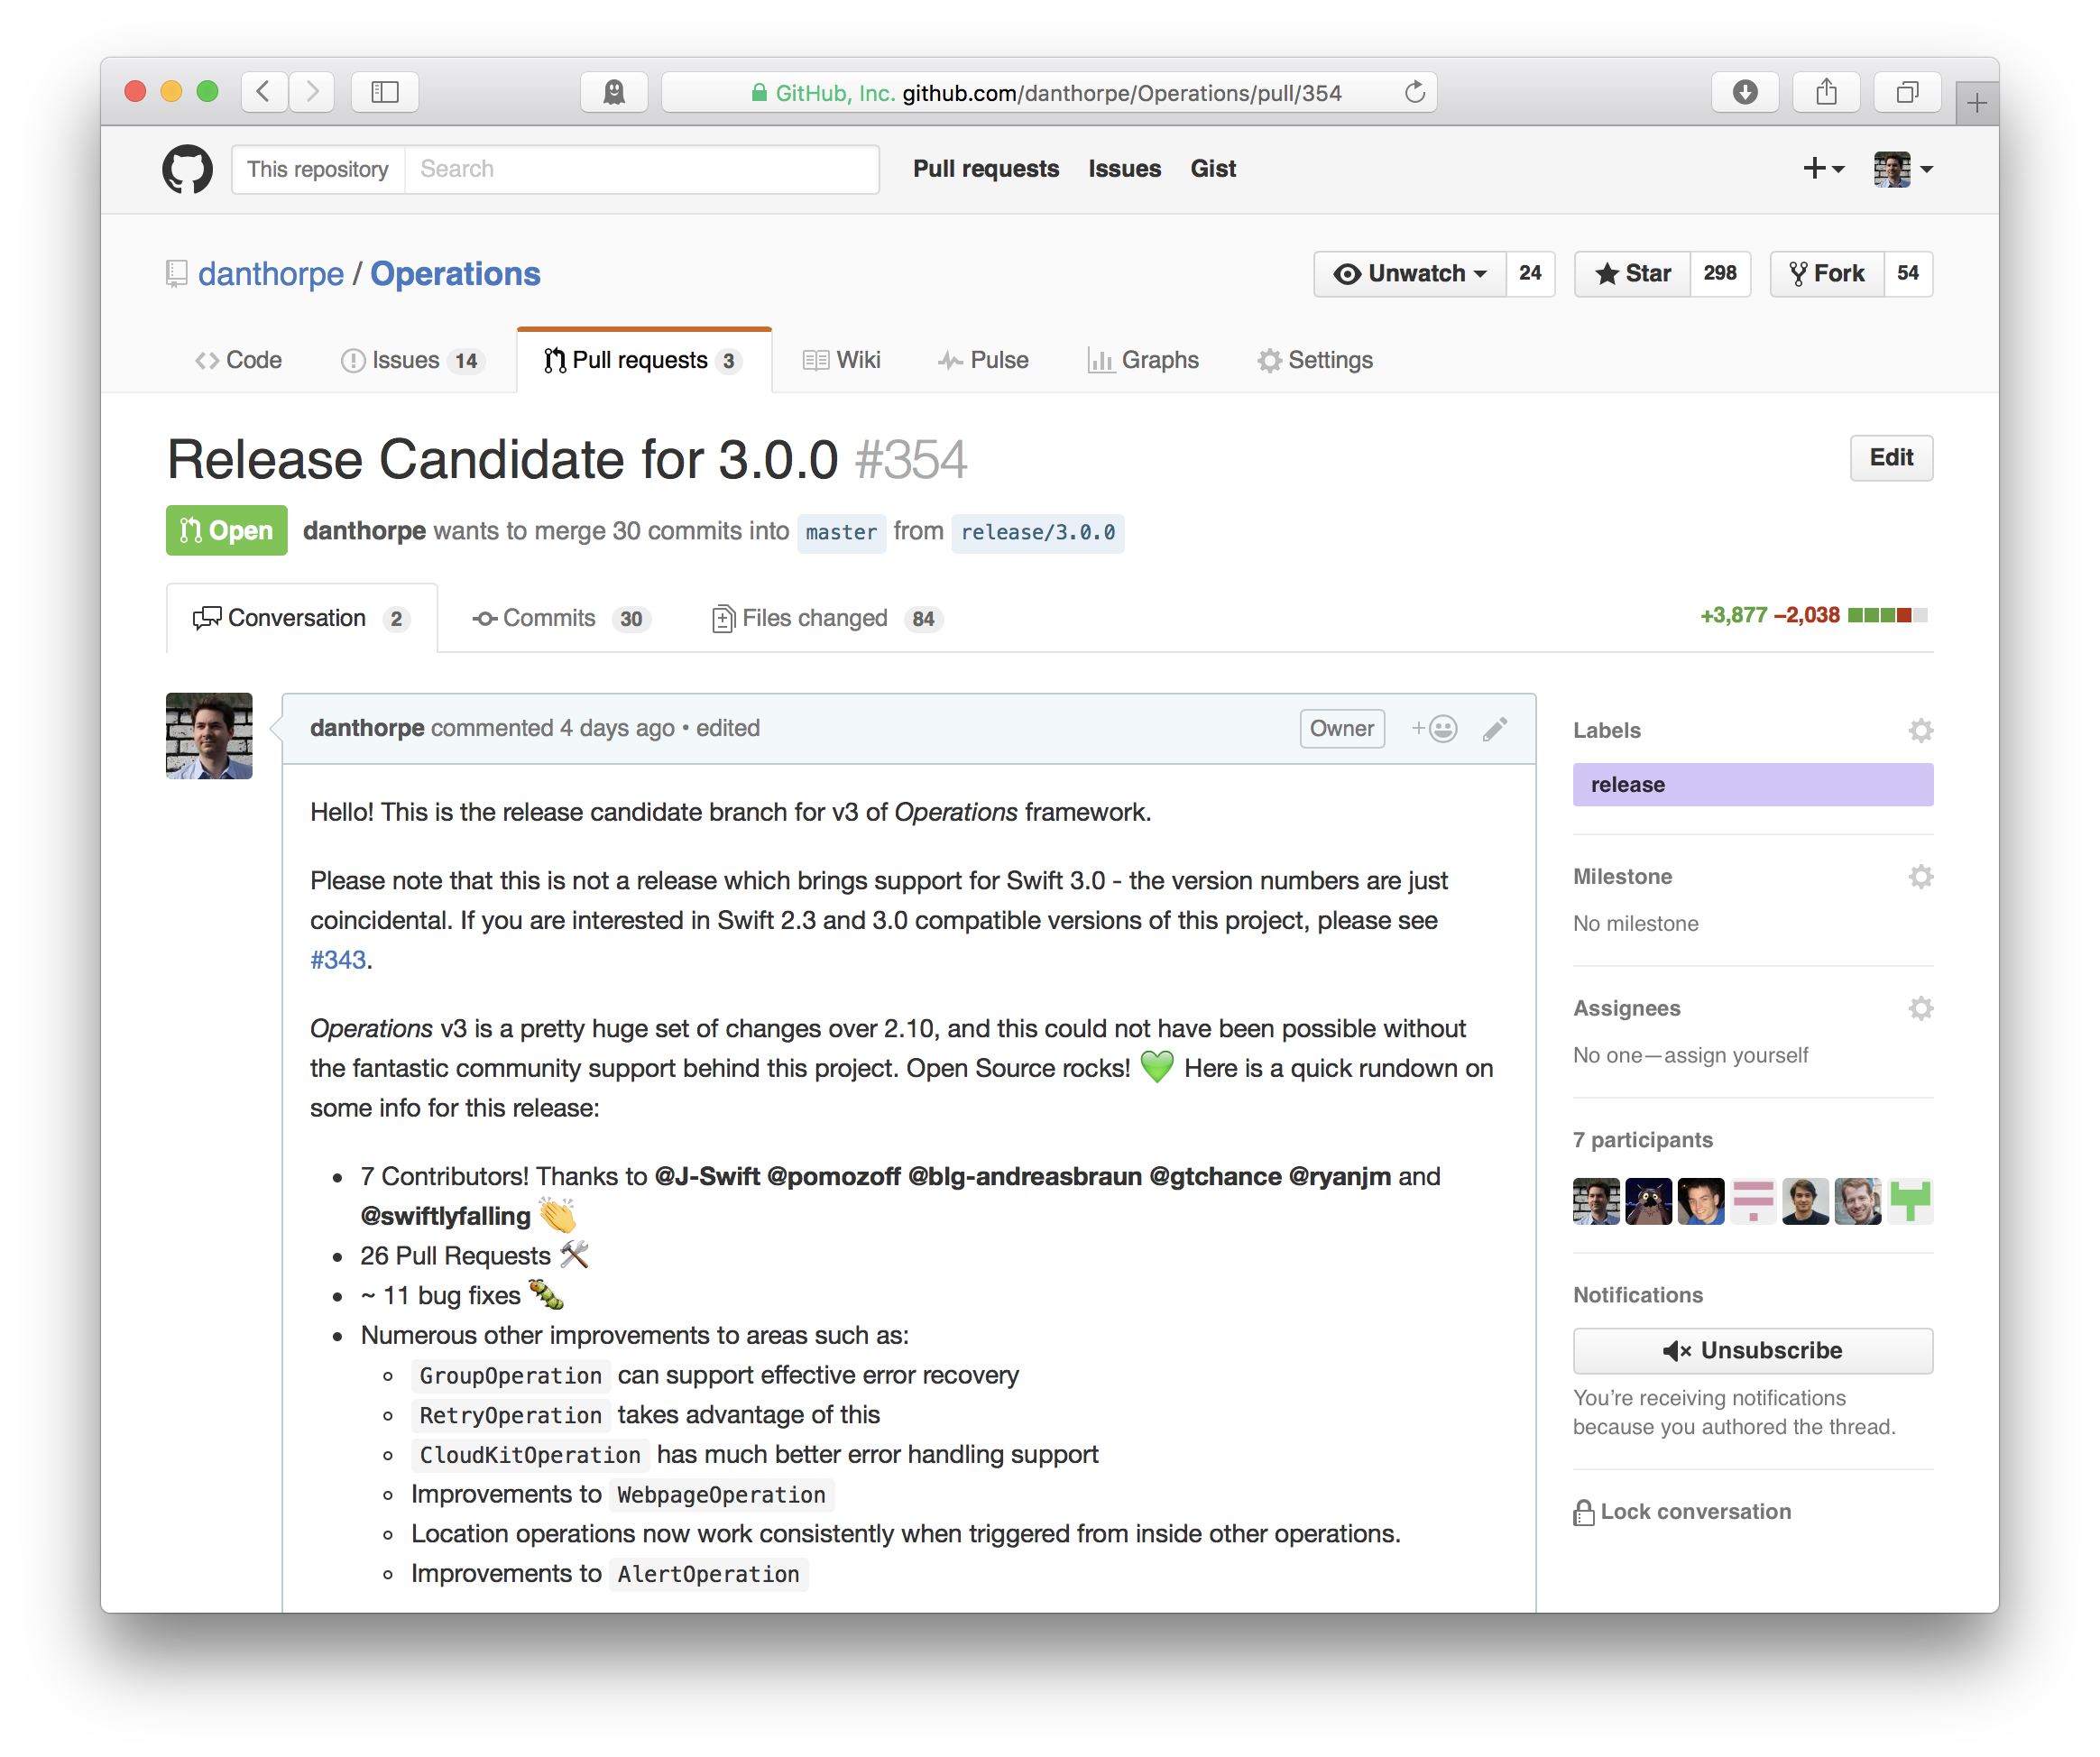 GitHub, Inc. github.com/danthorpe/Operations/pull/354
This repository Search Pull requests Issues Gist
danthorpe / Operations Unwatch 24 Star 298 Fork 54
Code Issues 14 Pull requests 3 Wiki Pulse Graphs Settings
Release Candidate for 3.0.0 #354 Edit
Open danthorpe wants to merge 30 commits into master from release/3.0.0
Conversation 2 Commits 30 Files changed 84 +3,877 −2,038
danthorpe commented 4 days ago • edited Owner
Hello! This is the release candidate branch for v3 of Operations framework.
Please note that this is not a release which brings support for Swift 3.0 - the version numbers are just
coincidental. If you are interested in Swift 2.3 and 3.0 compatible versions of this project, please see
#343.
Operations v3 is a pretty huge set of changes over 2.10, and this could not have been possible without
the fantastic community support behind this project. Open Source rocks! 💚 Here is a quick rundown on
some info for this release:
• 7 Contributors! Thanks to @J-Swift @pomozoff @blg-andreasbraun @gtchance @ryanjm and
@swiftlyfalling 👏
• 26 Pull Requests 🛠
• ~ 11 bug fixes 🐛
• Numerous other improvements to areas such as:
◦ GroupOperation can support effective error recovery
◦ RetryOperation takes advantage of this
◦ CloudKitOperation has much better error handling support
◦ Improvements to WebpageOperation
◦ Location operations now work consistently when triggered from inside other operations.
◦ Improvements to AlertOperation
Labels
release
Milestone
No milestone
Assignees
No one—assign yourself
7 participants
Notifications
Unsubscribe
You're receiving notifications
because you authored the thread.
Lock conversation